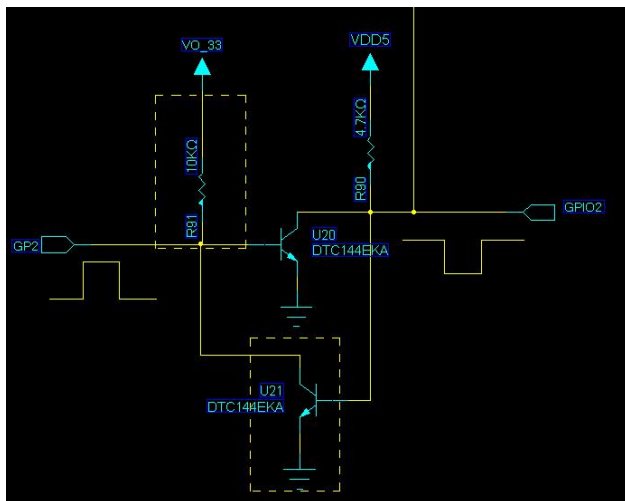 VO_33
VDD5
10KΩ
R91
4.7KΩ
R90
GP2
GPIO2
U20
DTC144EKA
U21
DTC144EKA